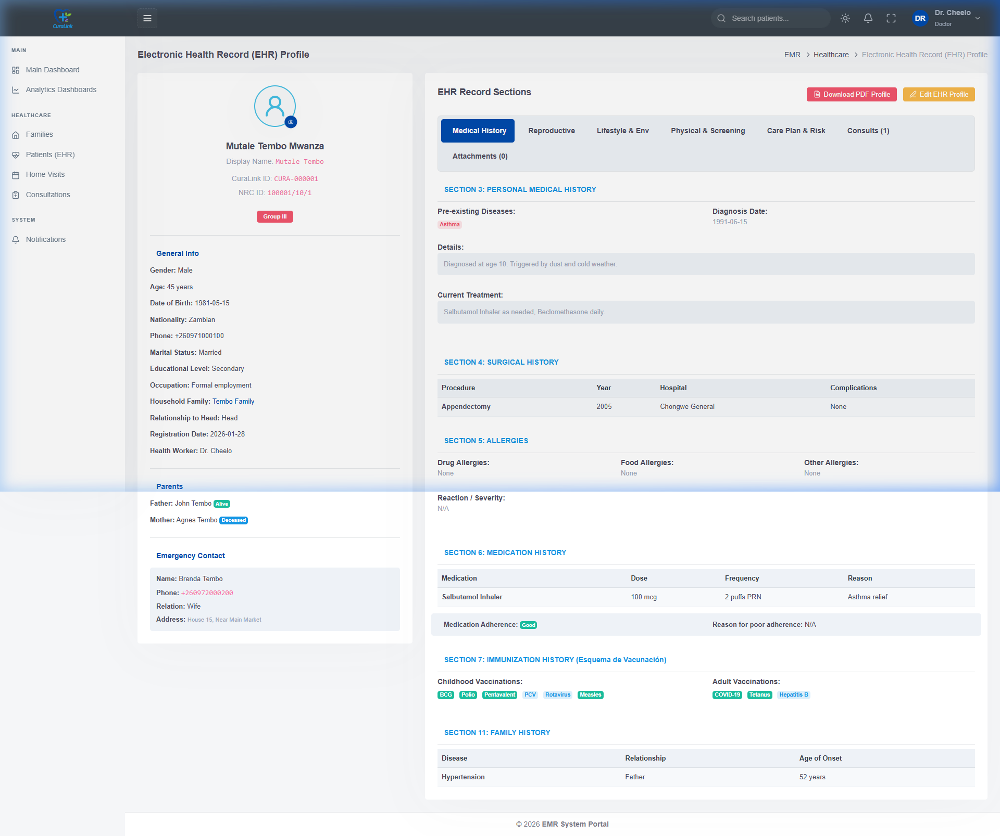 CuraLink
Search patients...
DR
Dr. Cheelo
Doctor
MAIN
Main Dashboard
Analytics Dashboards
HEALTHCARE
Families
Patients (EHR)
Home Visits
Consultations
SYSTEM
Notifications
Electronic Health Record (EHR) Profile
EMR > Healthcare > Electronic Health Record (EHR) Profile
Mutale Tembo Mwanza
Display Name: Mutale Tembo
CuraLink ID: CURA-000001
NRC ID: 100001/10/1
Group III
General Info
Gender: Male
Age: 45 years
Date of Birth: 1981-05-15
Nationality: Zambian
Phone: +260971000100
Marital Status: Married
Educational Level: Secondary
Occupation: Formal employment
Household Family: Tembo Family
Relationship to Head: Head
Registration Date: 2026-01-28
Health Worker: Dr. Cheelo
Parents
Father: John Tembo Alive
Mother: Agnes Tembo Deceased
Emergency Contact
Name: Brenda Tembo
Phone: +260972000200
Relation: Wife
Address: House 15, Near Main Market
EHR Record Sections
Download PDF Profile
Edit EHR Profile
Medical History Reproductive Lifestyle & Env Physical & Screening Care Plan & Risk Consults (1)
Attachments (0)
SECTION 3: PERSONAL MEDICAL HISTORY
Pre-existing Diseases: Diagnosis Date:
Asthma 1991-06-15
Details:
Diagnosed at age 10. Triggered by dust and cold weather.
Current Treatment:
Salbutamol Inhaler as needed, Beclomethasone daily.
SECTION 4: SURGICAL HISTORY
Procedure Year Hospital Complications
Appendectomy 2005 Chongwe General None
SECTION 5: ALLERGIES
Drug Allergies: Food Allergies: Other Allergies:
None None None
Reaction / Severity:
N/A
SECTION 6: MEDICATION HISTORY
Medication Dose Frequency Reason
Salbutamol Inhaler 100 mcg 2 puffs PRN Asthma relief
Medication Adherence: Good Reason for poor adherence: N/A
SECTION 7: IMMUNIZATION HISTORY (Esquema de Vacunación)
Childhood Vaccinations: Adult Vaccinations:
BCG Polio Pentavalent PCV Rotavirus Measles COVID-19 Tetanus Hepatitis B
SECTION 11: FAMILY HISTORY
Disease Relationship Age of Onset
Hypertension Father 52 years
© 2026 EMR System Portal